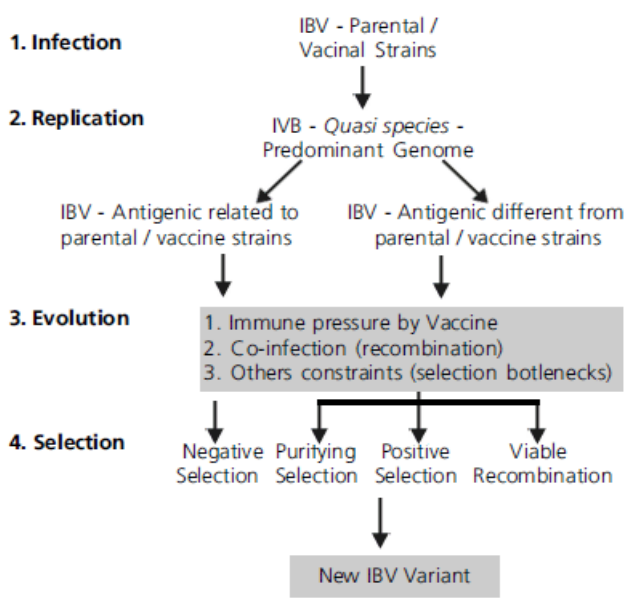 1. Infection
IBV - Parental /
Vacinal Strains
2. Replication
IVB - Quasi species -
Predominant Genome
IBV - Antigenic related to
parental / vaccine strains
IBV - Antigenic different from
parental / vaccine strains
3. Evolution
1. Immune pressure by Vaccine
2. Co-infection (recombination)
3. Others constraints (selection botlenecks)
4. Selection
Negative
Selection
Purifying
Selection
Positive
Selection
Viable
Recombination
New IBV Variant